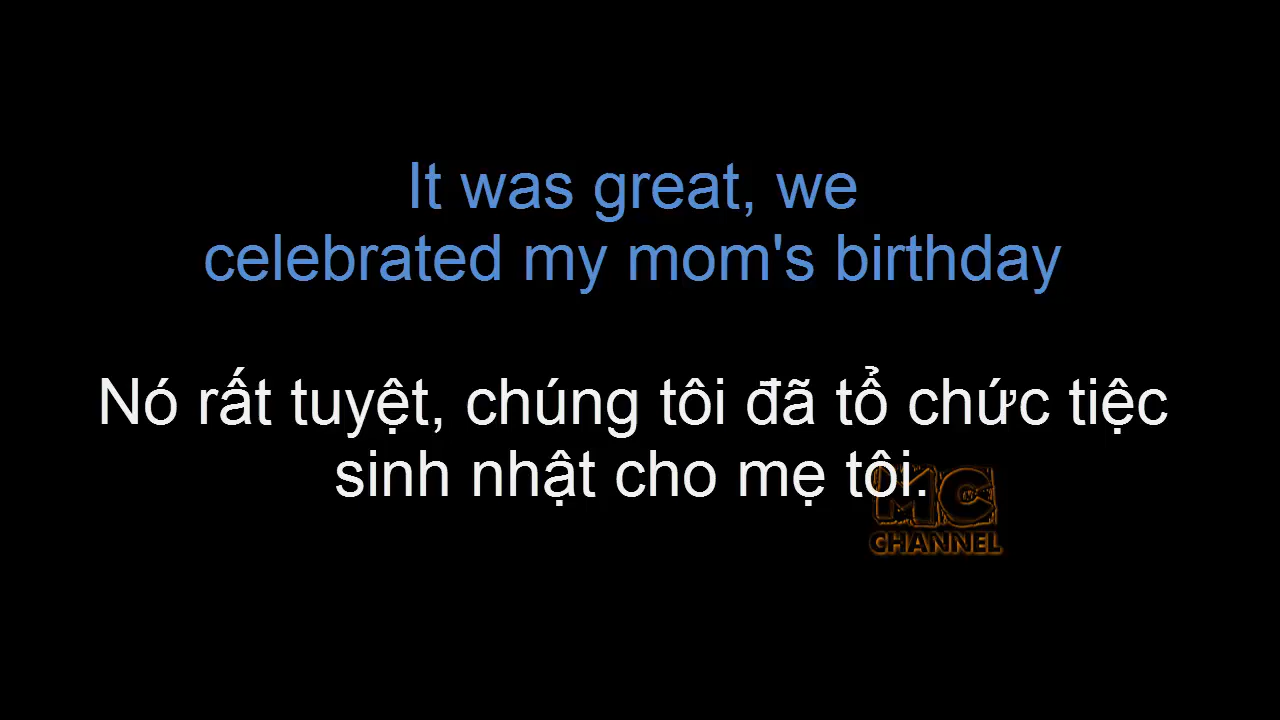 It was great, we
celebrated my mom's birthday
Nó rất tuyệt, chúng tôi đã tổ chức tiệc
sinh nhật cho mẹ tôi.
MC
CHANNEL